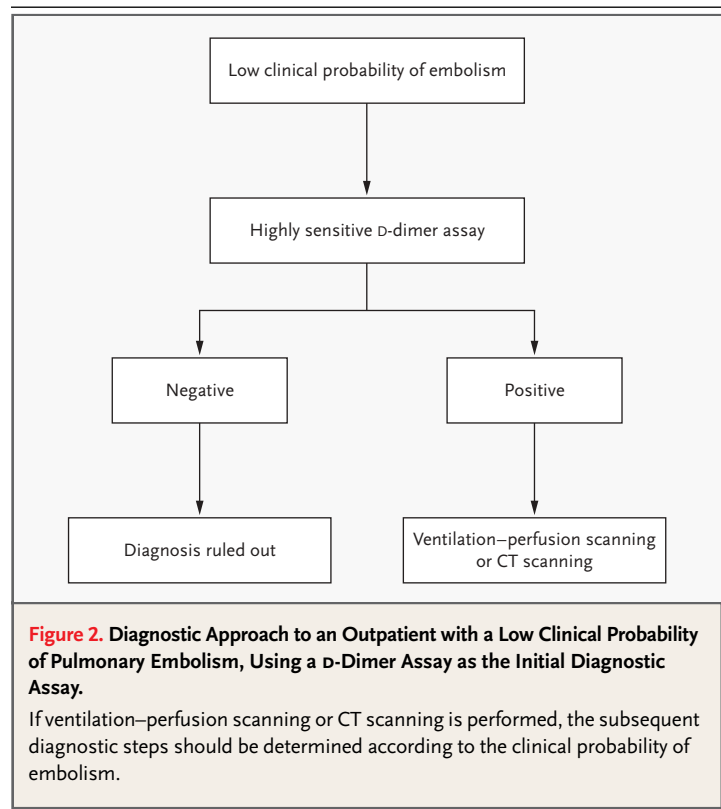 Low clinical probability of embolism
Highly sensitive D-dimer assay
Negative
Positive
Diagnosis ruled out
Ventilation–perfusion scanning
or CT scanning
Figure 2. Diagnostic Approach to an Outpatient with a Low Clinical Probability
of Pulmonary Embolism, Using a D-Dimer Assay as the Initial Diagnostic
Assay.
If ventilation–perfusion scanning or CT scanning is performed, the subsequent
diagnostic steps should be determined according to the clinical probability of
embolism.